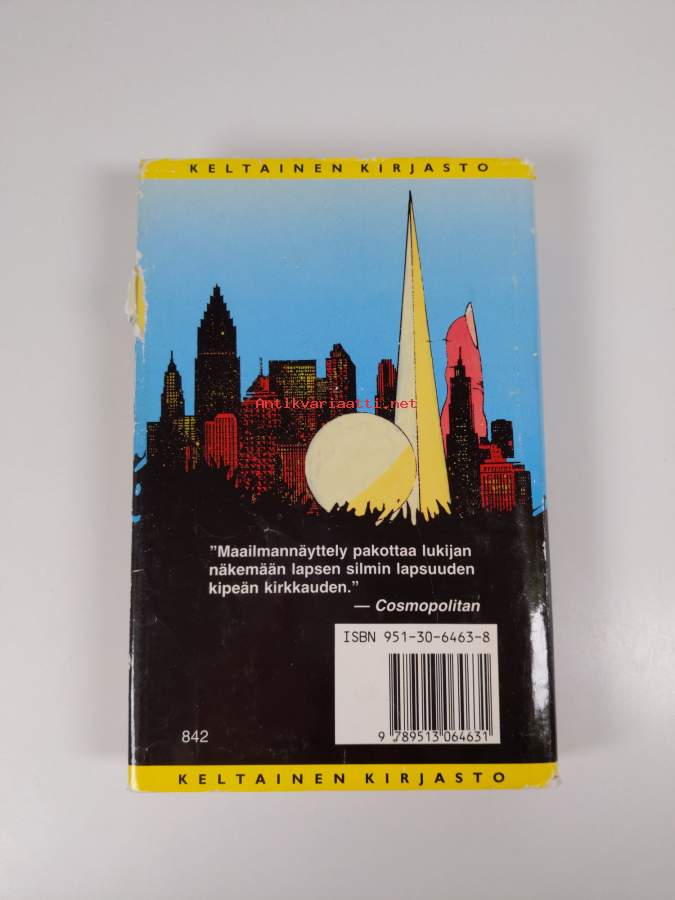 KELTAINEN KIRJASTO
Antikvariaatti.net
”Maailmannäyttely pakottaa lukijan
näkemään lapsen silmin lapsuuden
kipeän kirkkauden.”
— Cosmopolitan
ISBN 951-30-6463-8
9 789513 064631
842
KELTAINEN KIRJASTO